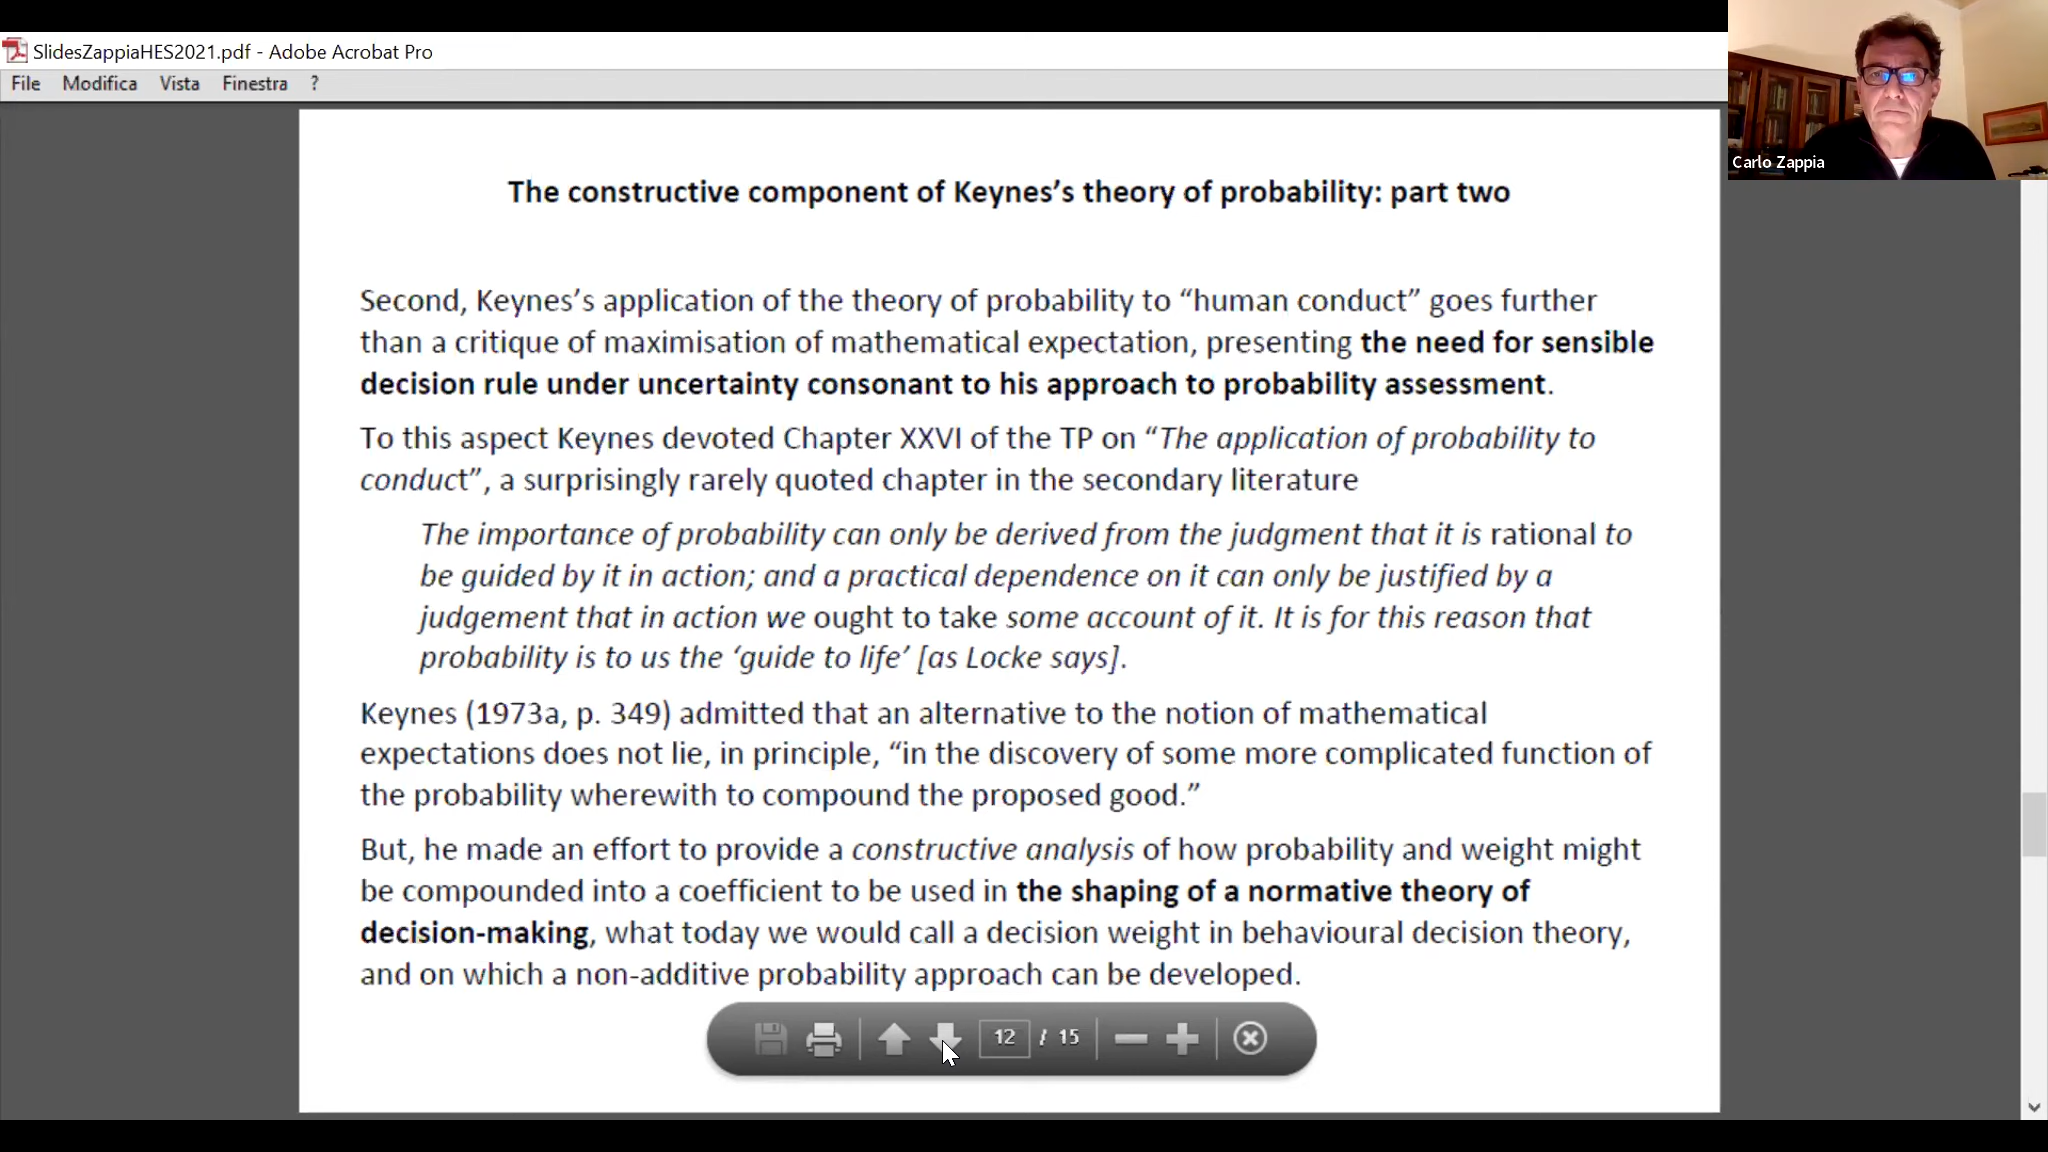 SlidesZappiaHES2021.pdf - Adobe Acrobat Pro
File Modifica Vista Finestra ?
Carlo Zappia
The constructive component of Keynes’s theory of probability: part two
Second, Keynes’s application of the theory of probability to “human conduct” goes further
than a critique of maximisation of mathematical expectation, presenting the need for sensible
decision rule under uncertainty consonant to his approach to probability assessment.
To this aspect Keynes devoted Chapter XXVI of the TP on “The application of probability to
conduct”, a surprisingly rarely quoted chapter in the secondary literature
The importance of probability can only be derived from the judgment that it is rational to
be guided by it in action; and a practical dependence on it can only be justified by a
judgement that in action we ought to take some account of it. It is for this reason that
probability is to us the ‘guide to life’ [as Locke says].
Keynes (1973a, p. 349) admitted that an alternative to the notion of mathematical
expectations does not lie, in principle, “in the discovery of some more complicated function of
the probability wherewith to compound the proposed good.”
But, he made an effort to provide a constructive analysis of how probability and weight might
be compounded into a coefficient to be used in the shaping of a normative theory of
decision-making, what today we would call a decision weight in behavioural decision theory,
and on which a non-additive probability approach can be developed.
12 / 15